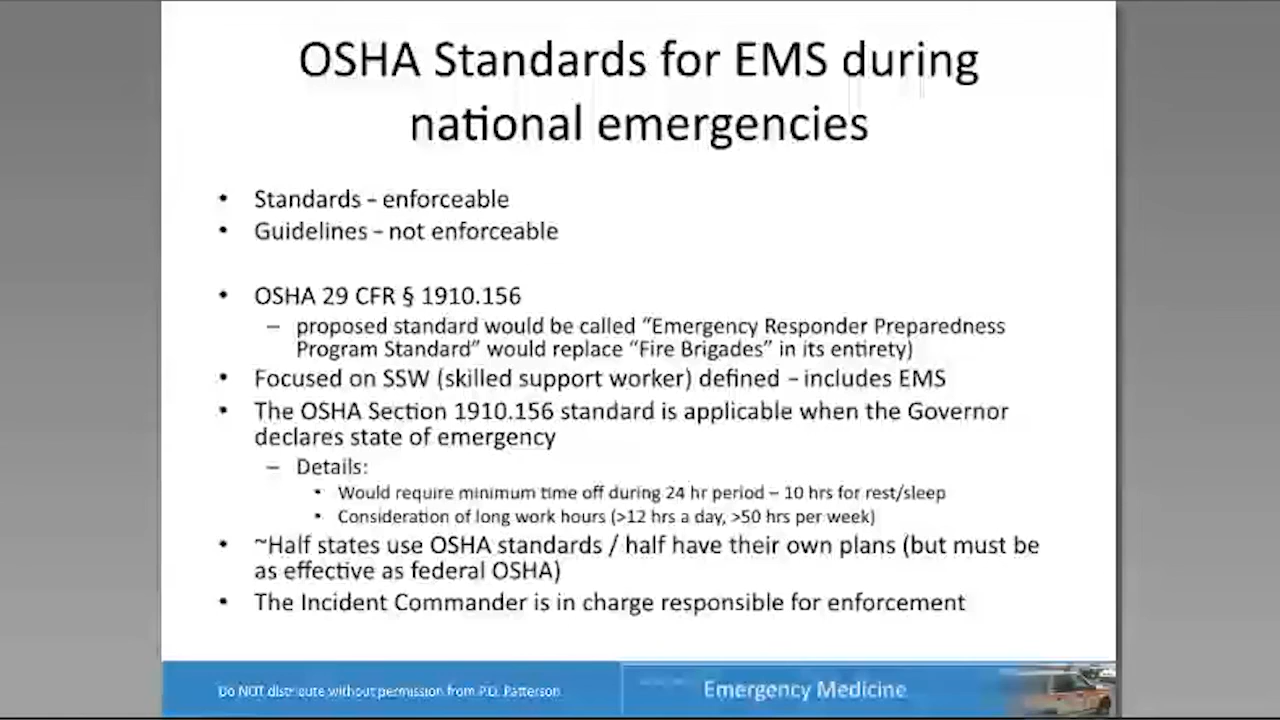 OSHA Standards for EMS during
national emergencies
• Standards – enforceable
• Guidelines – not enforceable
• OSHA 29 CFR § 1910.156
– proposed standard would be called “Emergency Responder Preparedness
Program Standard” would replace “Fire Brigades” in its entirety)
• Focused on SSW (skilled support worker) defined – includes EMS
• The OSHA Section 1910.156 standard is applicable when the Governor
declares state of emergency
– Details:
• Would require minimum time off during 24 hr period – 10 hrs for rest/sleep
• Consideration of long work hours (>12 hrs a day, >50 hrs per week)
• ~Half states use OSHA standards / half have their own plans (but must be
as effective as federal OSHA)
• The Incident Commander is in charge responsible for enforcement
Do NOT distribute without permission from P.D. Patterson
Emergency Medicine